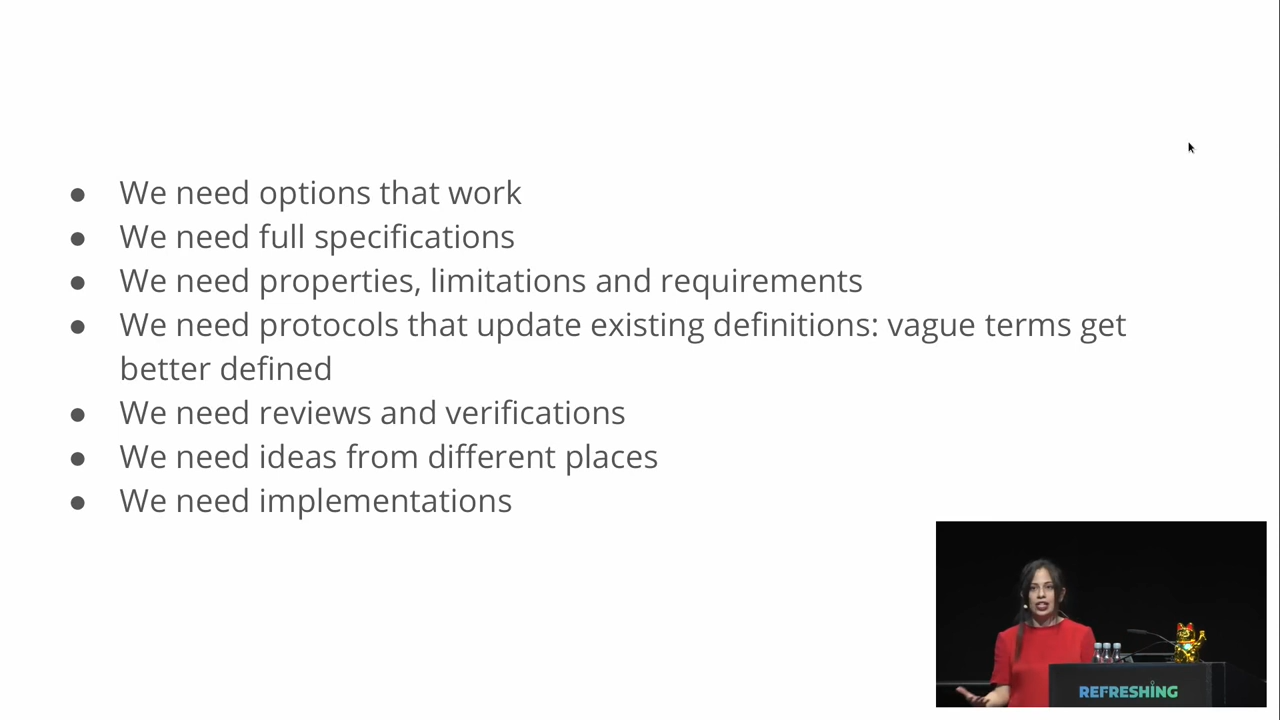 ● We need options that work
● We need full specifications
● We need properties, limitations and requirements
● We need protocols that update existing definitions: vague terms get
better defined
● We need reviews and verifications
● We need ideas from different places
● We need implementations
REFRESHING